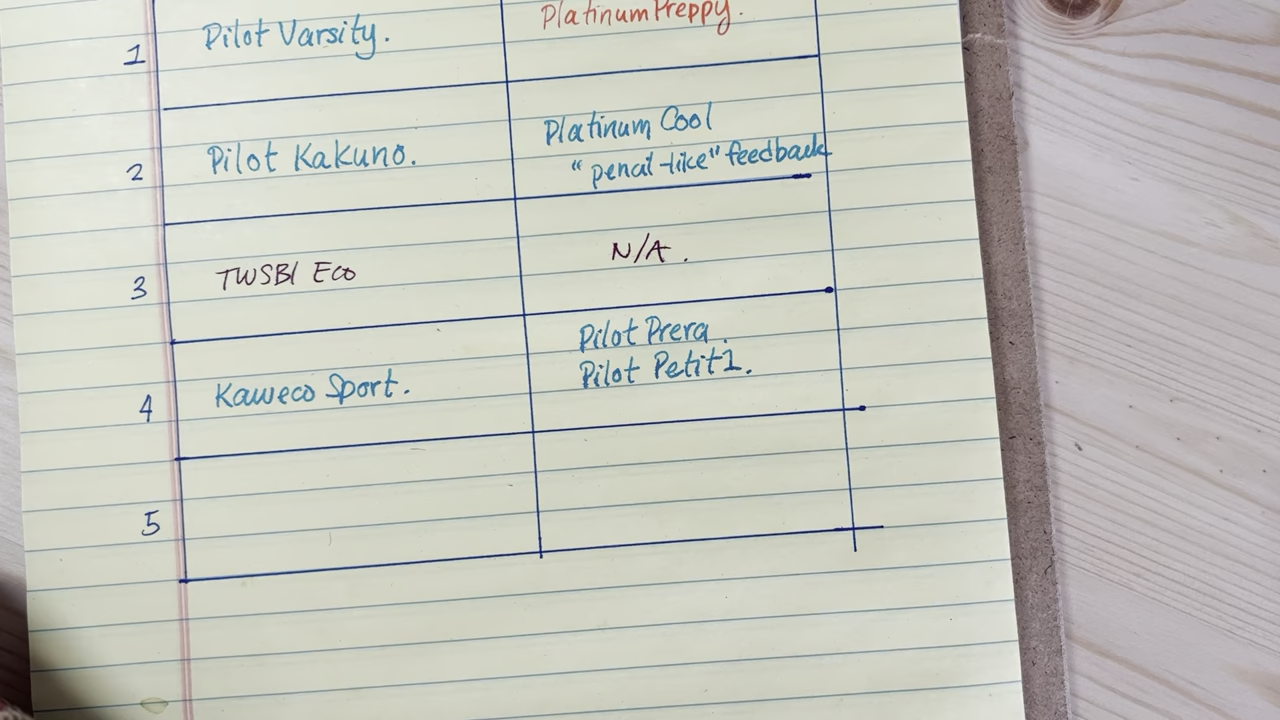 1 Pilot Varsity. Platinum Preppy.
2 Pilot Kakuno. Platinum Cool
"pencil-like" feedback
3 TWSBI Eco N/A.
4 Kaweco Sport. Pilot Prera.
Pilot Petit1.
5